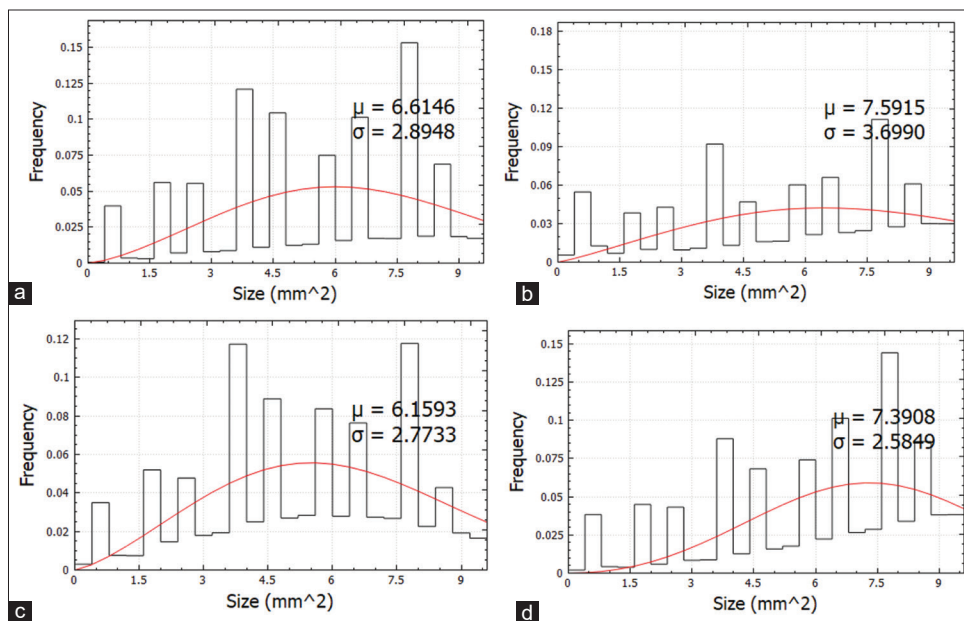 0.15
0.125
0.1
0.075
0.05
0.025
0
Frequency
μ = 6.6146
σ = 2.8948
0 1.5 3 4.5 6 7.5 9
Size (mm^2)
a
0.18
0.15
0.12
0.09
0.06
0.03
0
Frequency
μ = 7.5915
σ = 3.6990
0 1.5 3 4.5 6 7.5 9
Size (mm^2)
b
0.12
0.1
0.08
0.06
0.04
0.02
0
Frequency
μ = 6.1593
σ = 2.7733
0 1.5 3 4.5 6 7.5 9
Size (mm^2)
c
0.15
0.125
0.1
0.075
0.05
0.025
0
Frequency
μ = 7.3908
σ = 2.5849
0 1.5 3 4.5 6 7.5 9
Size (mm^2)
d